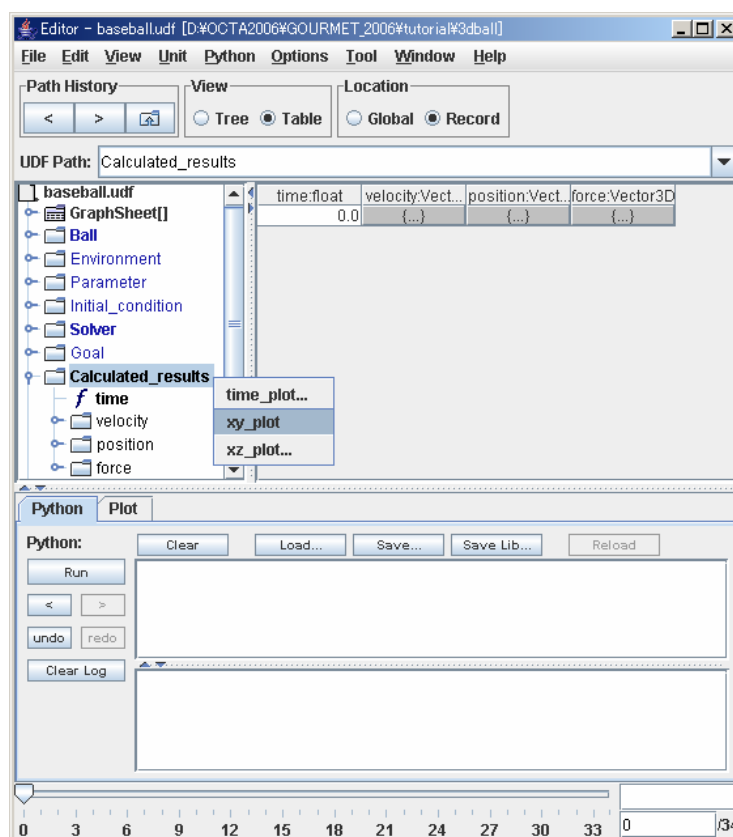 Editor - baseball.udf [D:¥OCTA2006¥GOURMET_2006¥tutorial¥3dball]
File Edit View Unit Python Options Tool Window Help
Path History View Location
< > Tree Table Global Record
UDF Path: Calculated_results
baseball.udf
time:float velocity:Vect... position:Vect... force:Vector3D
0.0 {...} {...} {...}
GraphSheet[]
Ball
Environment
Parameter
Initial_condition
Solver
Goal
Calculated_results
time
velocity
position
force
time_plot...
xy_plot
xz_plot...
Python Plot
Python: Clear Load... Save... Save Lib... Reload
Run
< >
undo redo
Clear Log
0 3 6 9 12 15 18 21 24 27 30 33 0 /34